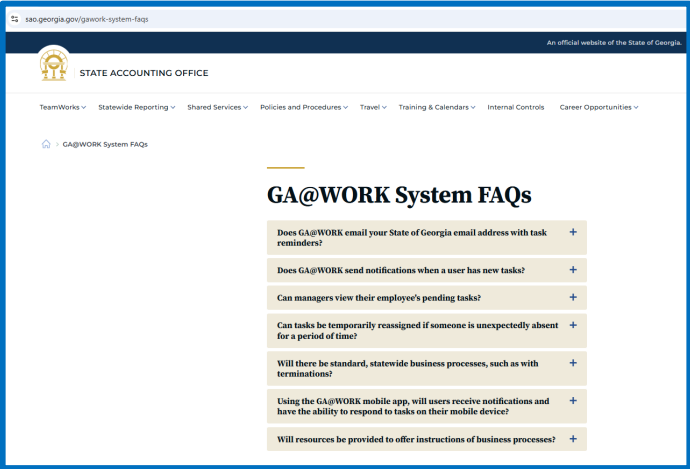 sao.georgia.gov/gawork-system-faqs
An official website of the State of Georgia.
STATE ACCOUNTING OFFICE
TeamWorks Statewide Reporting Shared Services Policies and Procedures Travel Training & Calendars Internal Controls Career Opportunities
> GA@WORK System FAQs
GA@WORK System FAQs
Does GA@WORK email your State of Georgia email address with task +
reminders?
Does GA@WORK send notifications when a user has new tasks? +
Can managers view their employee's pending tasks? +
Can tasks be temporarily reassigned if someone is unexpectedly absent +
for a period of time?
Will there be standard, statewide business processes, such as with +
terminations?
Using the GA@WORK mobile app, will users receive notifications and +
have the ability to respond to tasks on their mobile device?
Will resources be provided to offer instructions of business processes? +